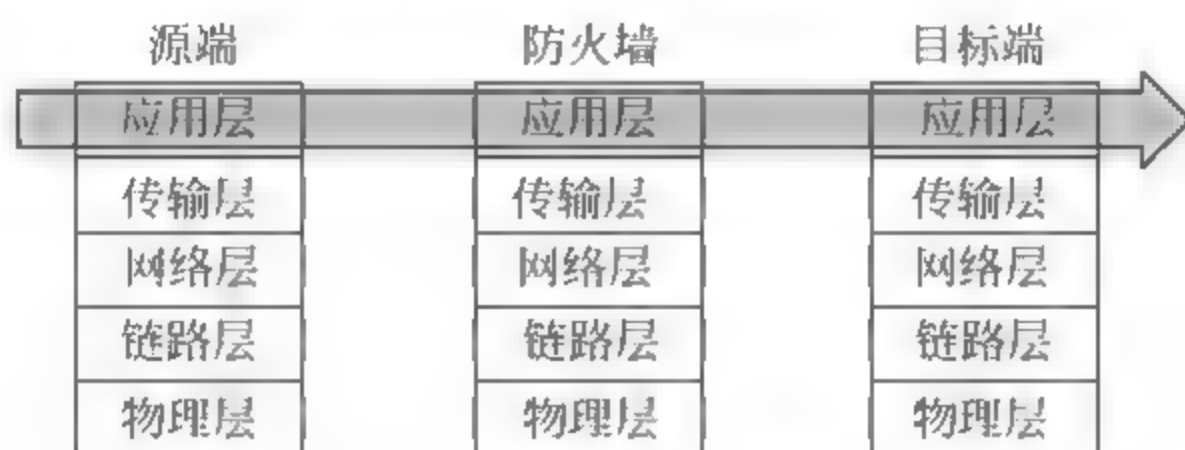 源端 防火墙 目标端
应用层 应用层 应用层
传输层 传输层 传输层
网络层 网络层 网络层
链路层 链路层 链路层
物理层 物理层 物理层